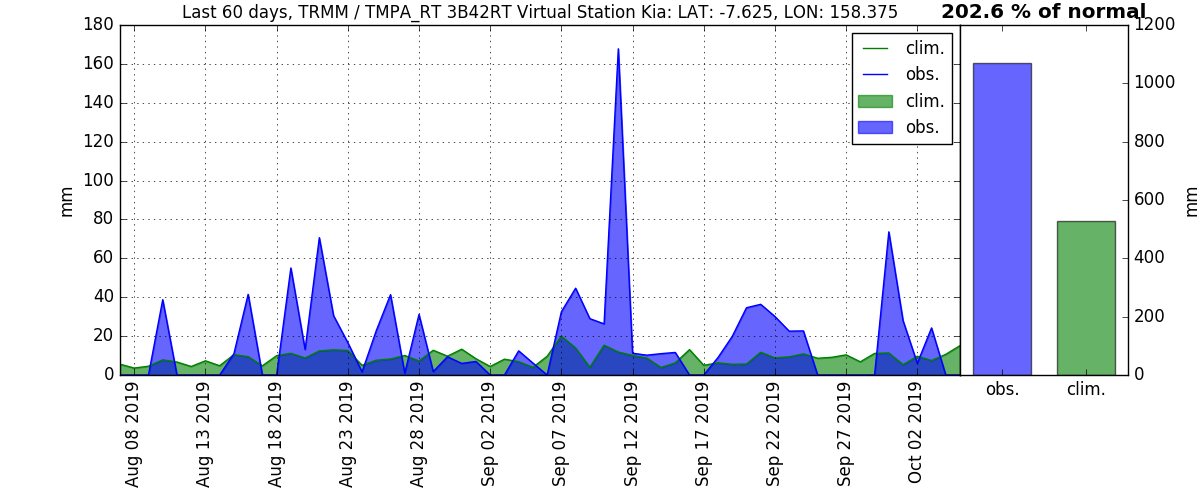 Last 60 days, TRMM / TMPA_RT 3B42RT Virtual Station Kia: LAT: -7.625, LON: 158.375
202.6 % of normal
180
160
140
120
100
80
60
40
20
0
mm
clim.
obs.
clim.
obs.
Aug 08 2019
Aug 13 2019
Aug 18 2019
Aug 23 2019
Aug 28 2019
Sep 02 2019
Sep 07 2019
Sep 12 2019
Sep 17 2019
Sep 22 2019
Sep 27 2019
Oct 02 2019
1200
1000
800
600
400
200
0
mm
obs.
clim.